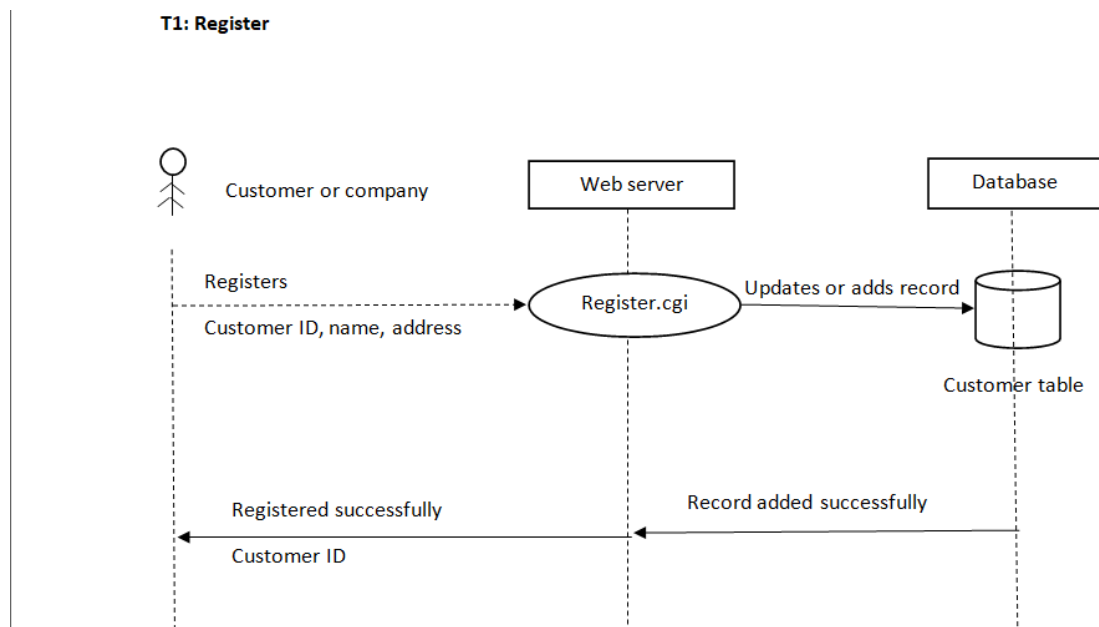 T1: Register
Customer or company
Web server
Database
Registers
Customer ID, name, address
Register.cgi
Updates or adds record
Customer table
Registered successfully
Customer ID
Record added successfully